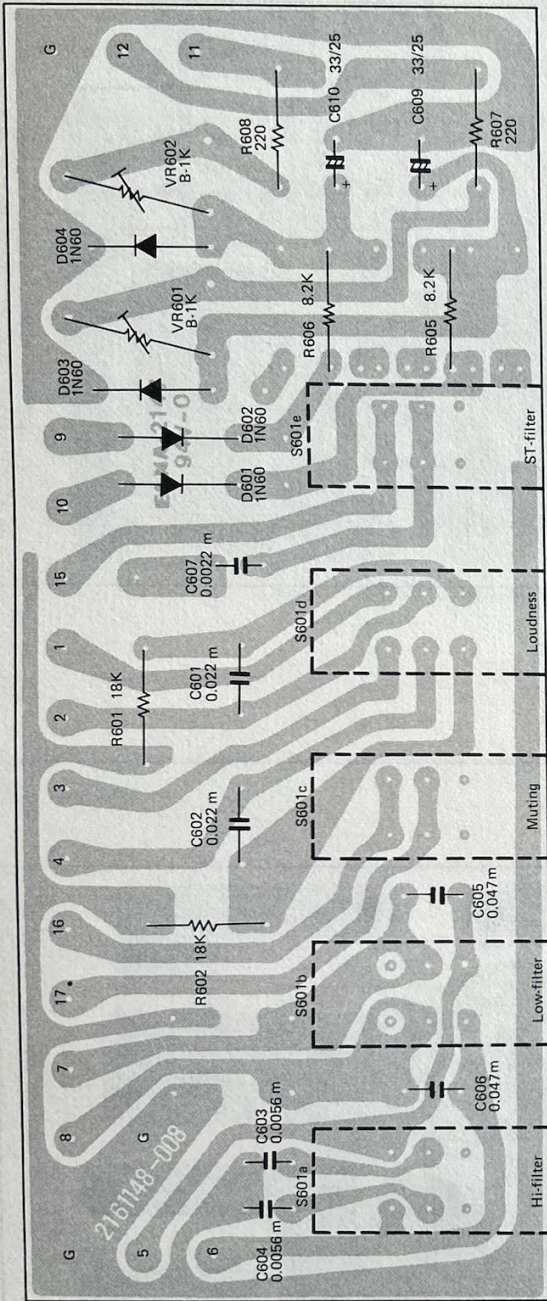 G
12
11
R608
220
C610
33/25
C609
33/25
R607
220
VR602
B-1K
D604
1N60
VR601
B-1K
R606
8.2K
R605
8.2K
D603
1N60
9
D602
1N60
S601e
ST-filter
10
D601
1N60
15
C607
0.0022 m
S601d
Loudness
1
R601 18K
C601
0.022 m
2
3
C602
0.022 m
S601c
Muting
4
16
R602 18K
C605
0.047m
17
S601b
Low-filter
7
C606
0.047m
8
G
2161148-008
C603
0.0056 m
S601a
Hi-filter
G
5
6
C604
0.0056 m